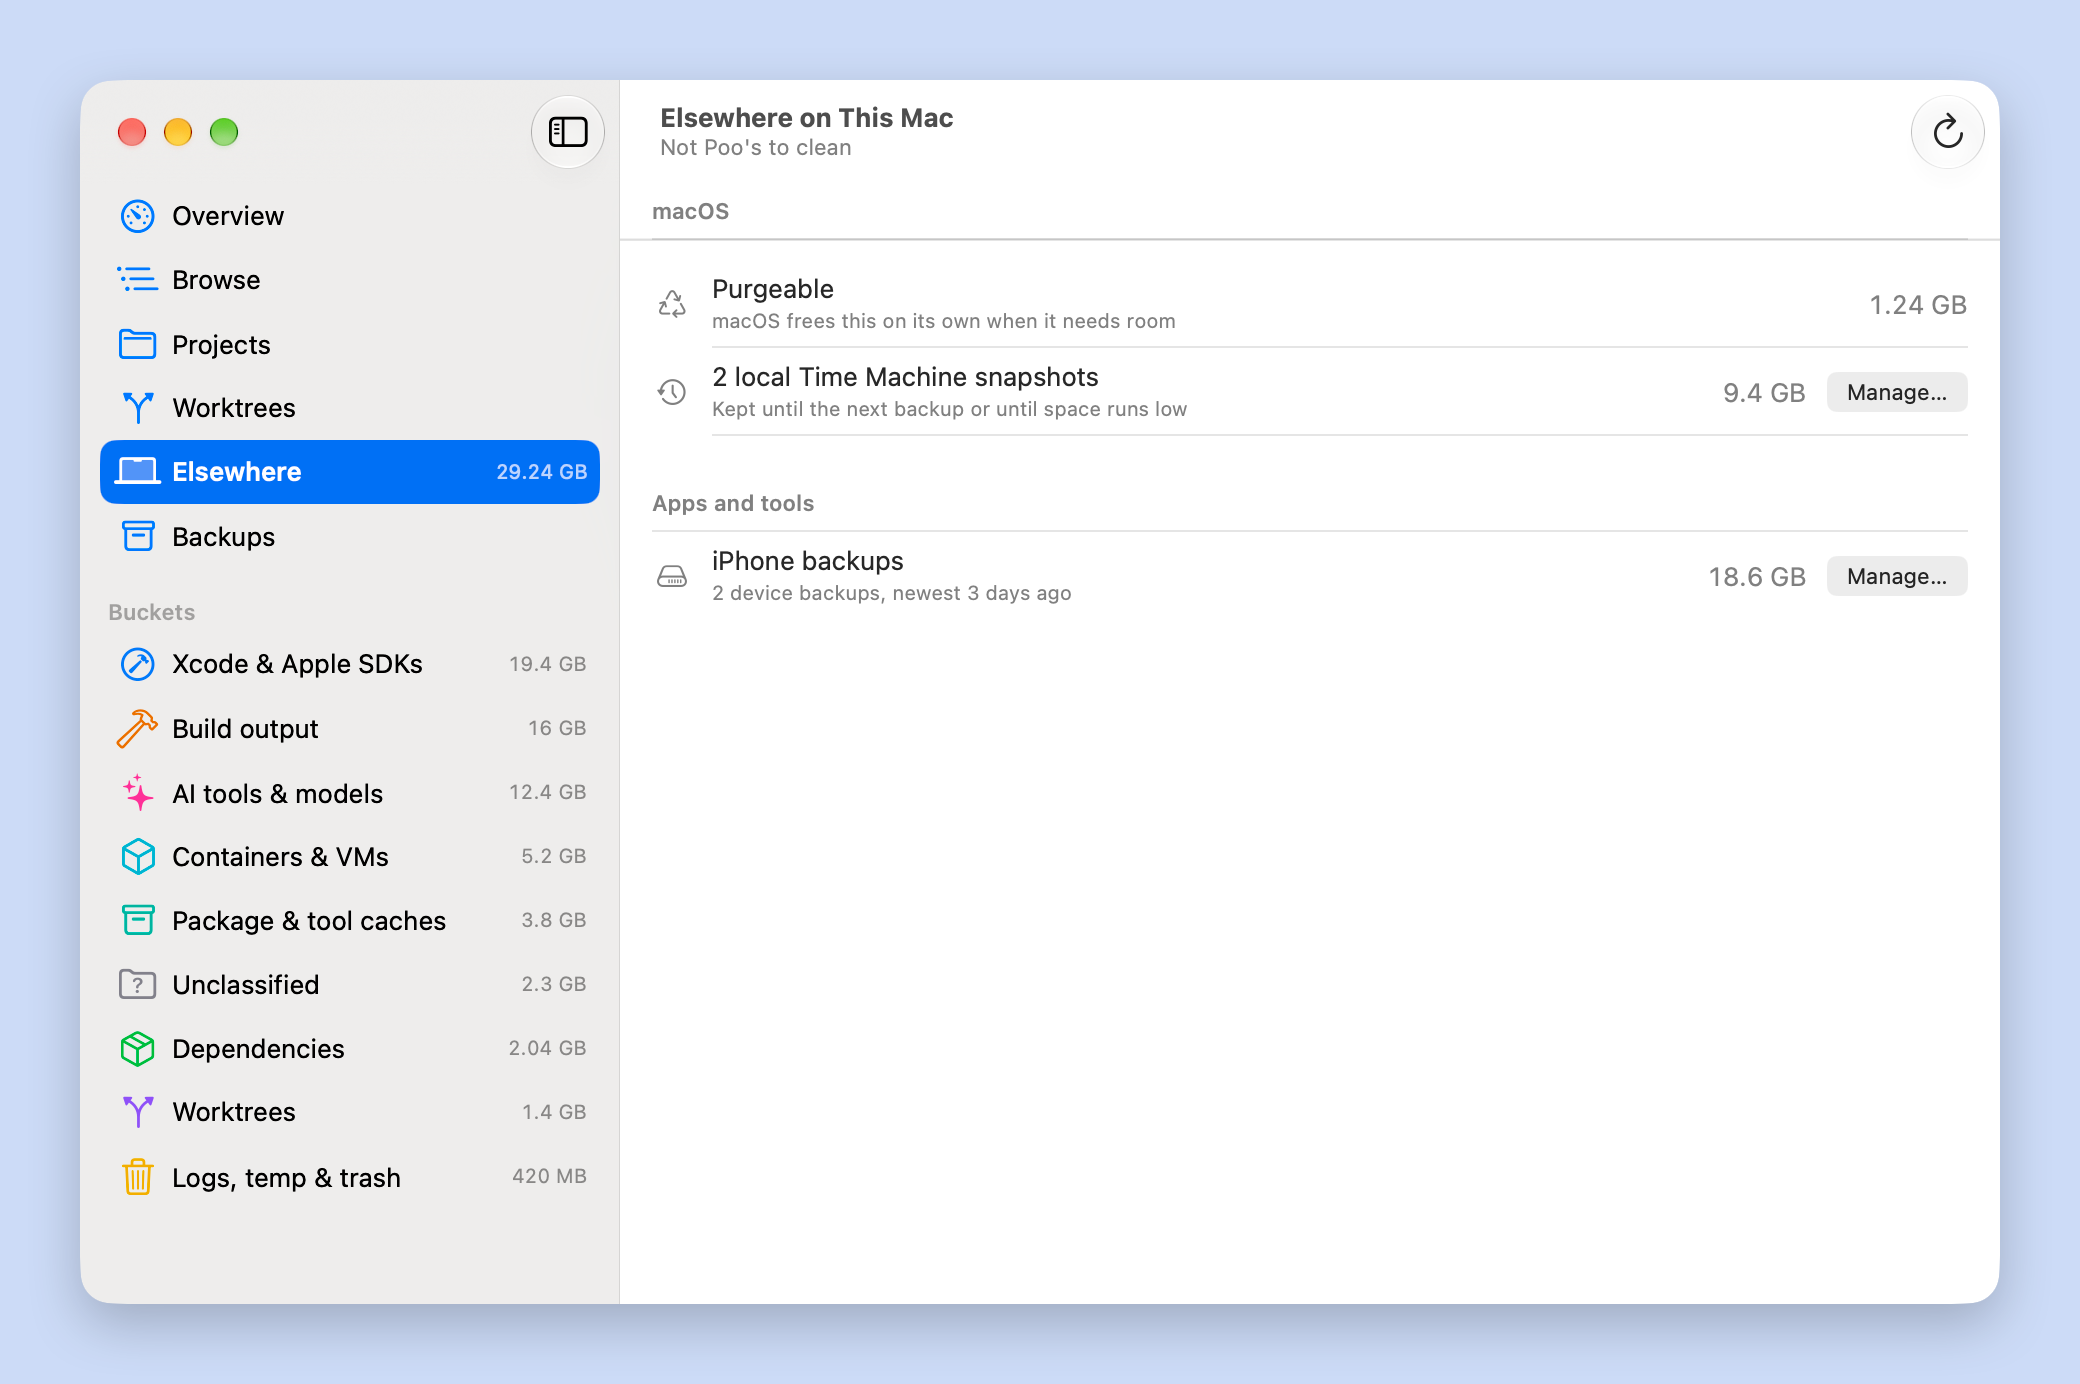 Overview
Browse
Projects
Worktrees
Elsewhere 29.24 GB
Backups
Buckets
Xcode & Apple SDKs 19.4 GB
Build output 16 GB
AI tools & models 12.4 GB
Containers & VMs 5.2 GB
Package & tool caches 3.8 GB
? Unclassified 2.3 GB
Dependencies 2.04 GB
Worktrees 1.4 GB
Logs, temp & trash 420 MB
Elsewhere on This Mac
Not Poo's to clean
macOS
Purgeable
macOS frees this on its own when it needs room
1.24 GB
2 local Time Machine snapshots
Kept until the next backup or until space runs low
9.4 GB Manage...
Apps and tools
iPhone backups
2 device backups, newest 3 days ago
18.6 GB Manage...